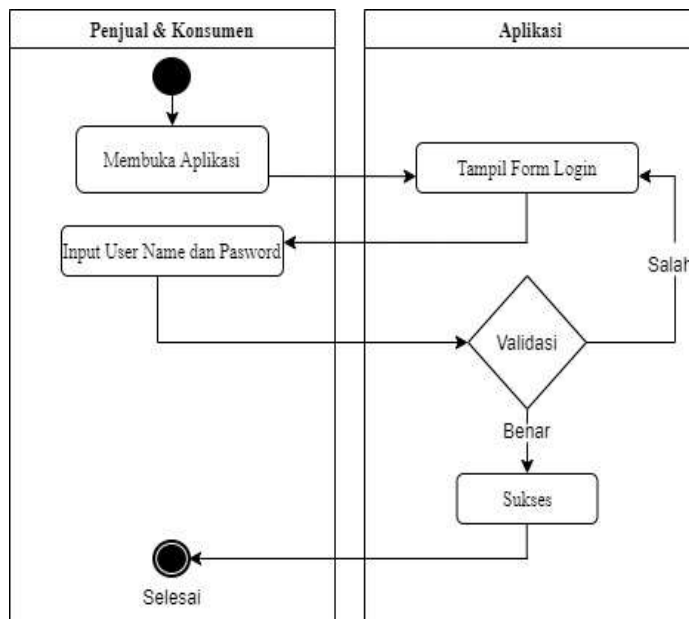 Penjual & Konsumen
Aplikasi
Membuka Aplikasi
Tampil Form Login
Input User Name dan Pasword
Salah
Validasi
Benar
Sukses
Selesai